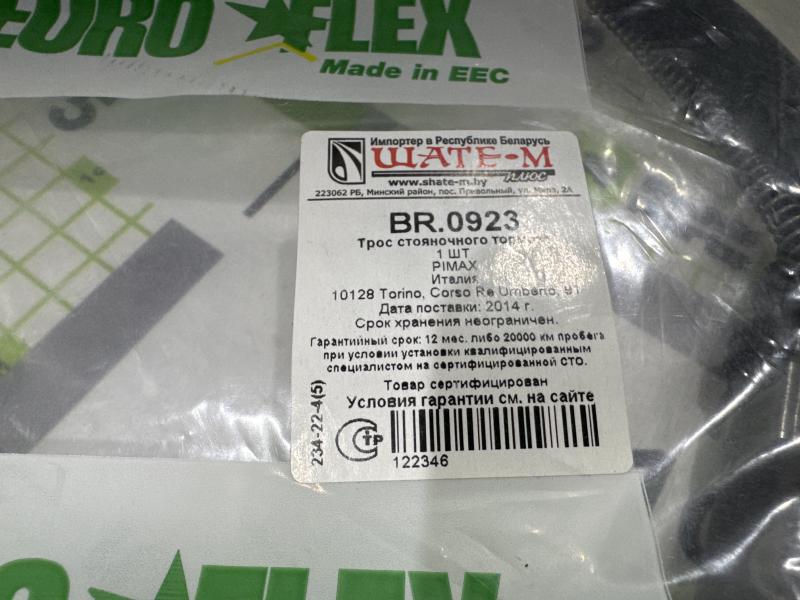 EURO FLEX
Made in EEC
Импортер в Республике Беларусь
ШАТЕ-М
плюс
www.shate-m.by
223062 РБ, Минский район, пос. Привольный, ул. Мира, 2А
BR.0923
Трос стояночного
1 ШТ
PIMAX
Италия
10128 Torino, Corso Re Umberto, 91
Дата поставки: 2014 г.
Срок хранения неограничен.
Гарантийный срок: 12 мес. либо 20000 км пробега
при условии установки квалифицированным
специалистом на сертифицированной СТО.
Товар сертифицирован
Условия гарантии см. на сайте
234-22-4(5)
СТР
122346
FLEX